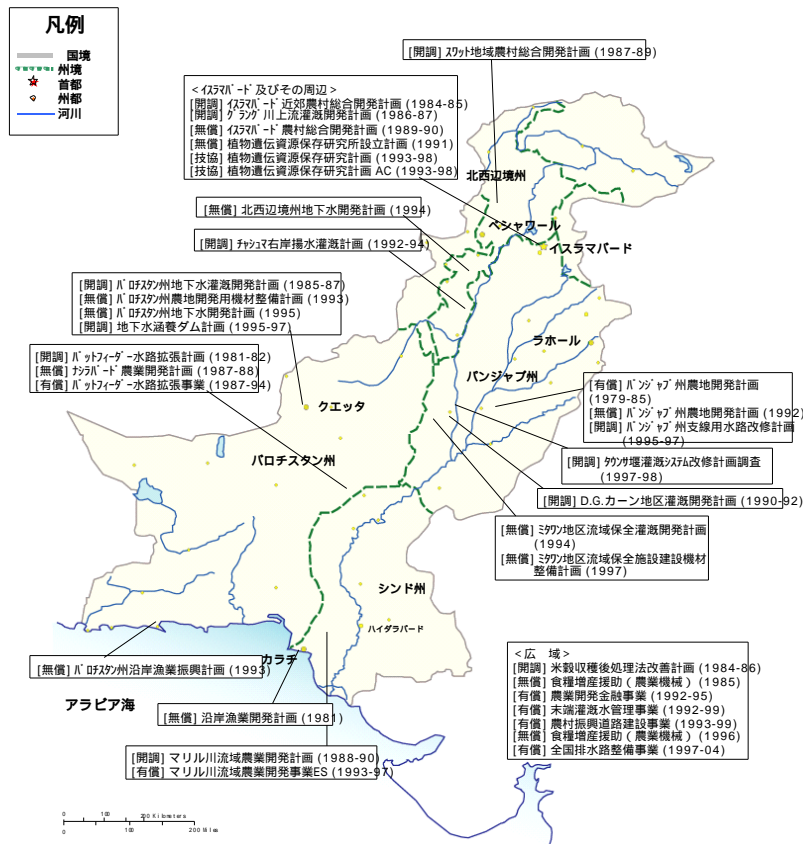 凡例
国境
州境
首都
州都
河川
[開調] ｽﾜｯﾄ地域農村総合開発計画 (1987-89)
＜ｲｽﾗﾏﾊﾞｰﾄﾞ及びその周辺＞
[開調] ｲｽﾗﾏﾊﾞｰﾄﾞ近郊農村総合開発計画 (1984-85)
[開調] ｸﾞﾗﾝｸﾞ川上流灌漑開発計画 (1986-87)
[無償] ｲｽﾗﾏﾊﾞｰﾄﾞ農村総合開発計画 (1989-90)
[無償] 植物遺伝資源保存研究所設立計画 (1991)
[技協] 植物遺伝資源保存研究計画 (1993-98)
[技協] 植物遺伝資源保存研究計画 AC (1993-98)
北西辺境州
[無償] 北西辺境州地下水開発計画 (1994)
ペシャワール
イスラマバード
[開調] ﾁｬｼｭﾏ右岸揚水灌漑計画 (1992-94)
[開調] ﾊﾞﾛﾁｽﾀﾝ州地下水灌漑開発計画 (1985-87)
[無償] ﾊﾞﾛﾁｽﾀﾝ州農地開発用機材整備計画 (1993)
[無償] ﾊﾞﾛﾁｽﾀﾝ州地下水開発計画 (1995)
[開調] 地下水涵養ダム計画 (1995-97)
ラホール
[開調] ﾊﾟｯﾄﾌｨｰﾀﾞｰ水路拡張計画 (1981-82)
[無償] ﾅｼﾗﾊﾞｰﾄﾞ農業開発計画 (1987-88)
[有償] ﾊﾟｯﾄﾌｨｰﾀﾞｰ水路拡張事業 (1987-94)
パンジャブ州
[有償] ﾊﾟﾝｼﾞｬﾌﾞ州農地開発計画
(1979-85)
[無償] ﾊﾟﾝｼﾞｬﾌﾞ州農地開発計画 (1992)
[開調] ﾊﾟﾝｼﾞｬﾌﾞ州支線用水路改修計画
(1995-97)
クエッタ
バロチスタン州
[開調] ﾀｳﾝｻ堰灌漑ｼｽﾃﾑ改修計画調査
(1997-98)
[開調] D.G.カーン地区灌漑開発計画 (1990-92)
[無償] ﾐﾀﾜﾝ地区流域保全灌漑開発計画
(1994)
[無償] ﾐﾀﾜﾝ地区流域保全施設建設機材
整備計画 (1997)
シンド州
ハイダラバード
カラチ
[無償] ﾊﾞﾛﾁｽﾀﾝ州沿岸漁業振興計画 (1993)
アラビア海
[無償] 沿岸漁業開発計画 (1981)
[開調] マリル川流域農業開発計画 (1988-90)
[有償] マリル川流域農業開発事業ES (1993-97)
＜広 域＞
[開調] 米穀収穫後処理法改善計画 (1984-86)
[無償] 食糧増産援助（農業機械）(1985)
[有償] 農業開発金融事業 (1992-95)
[有償] 末端灌漑水管理事業 (1992-99)
[有償] 農村振興道路建設事業 (1993-99)
[無償] 食糧増産援助（農業機械）(1996)
[有償] 全国排水路整備事業 (1997-04)
0 100 200 Kilometers
0 100 200 Miles